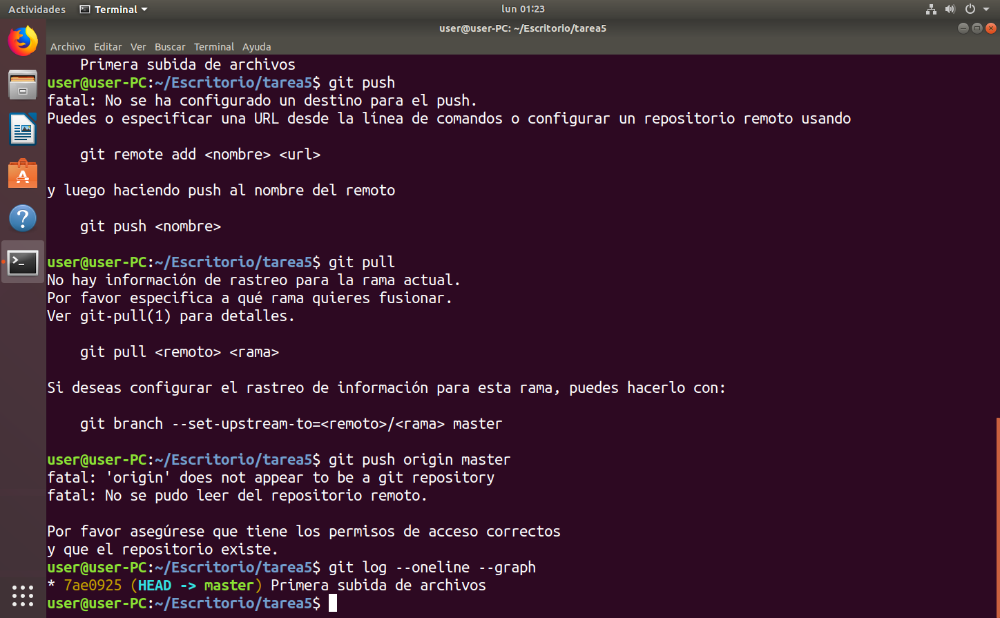 Actividades Terminal lun 01:23
user@user-PC: ~/Escritorio/tarea5
Archivo Editar Ver Buscar Terminal Ayuda
Primera subida de archivos
user@user-PC:~/Escritorio/tarea5$ git push
fatal: No se ha configurado un destino para el push.
Puedes o especificar una URL desde la línea de comandos o configurar un repositorio remoto usando
git remote add <nombre> <url>
y luego haciendo push al nombre del remoto
git push <nombre>
user@user-PC:~/Escritorio/tarea5$ git pull
No hay información de rastreo para la rama actual.
Por favor especifica a qué rama quieres fusionar.
Ver git-pull(1) para detalles.
git pull <remoto> <rama>
Si deseas configurar el rastreo de información para esta rama, puedes hacerlo con:
git branch --set-upstream-to=<remoto>/<rama> master
user@user-PC:~/Escritorio/tarea5$ git push origin master
fatal: 'origin' does not appear to be a git repository
fatal: No se pudo leer del repositorio remoto.
Por favor asegúrese que tiene los permisos de acceso correctos
y que el repositorio existe.
user@user-PC:~/Escritorio/tarea5$ git log --oneline --graph
* 7ae0925 (HEAD -> master) Primera subida de archivos
user@user-PC:~/Escritorio/tarea5$